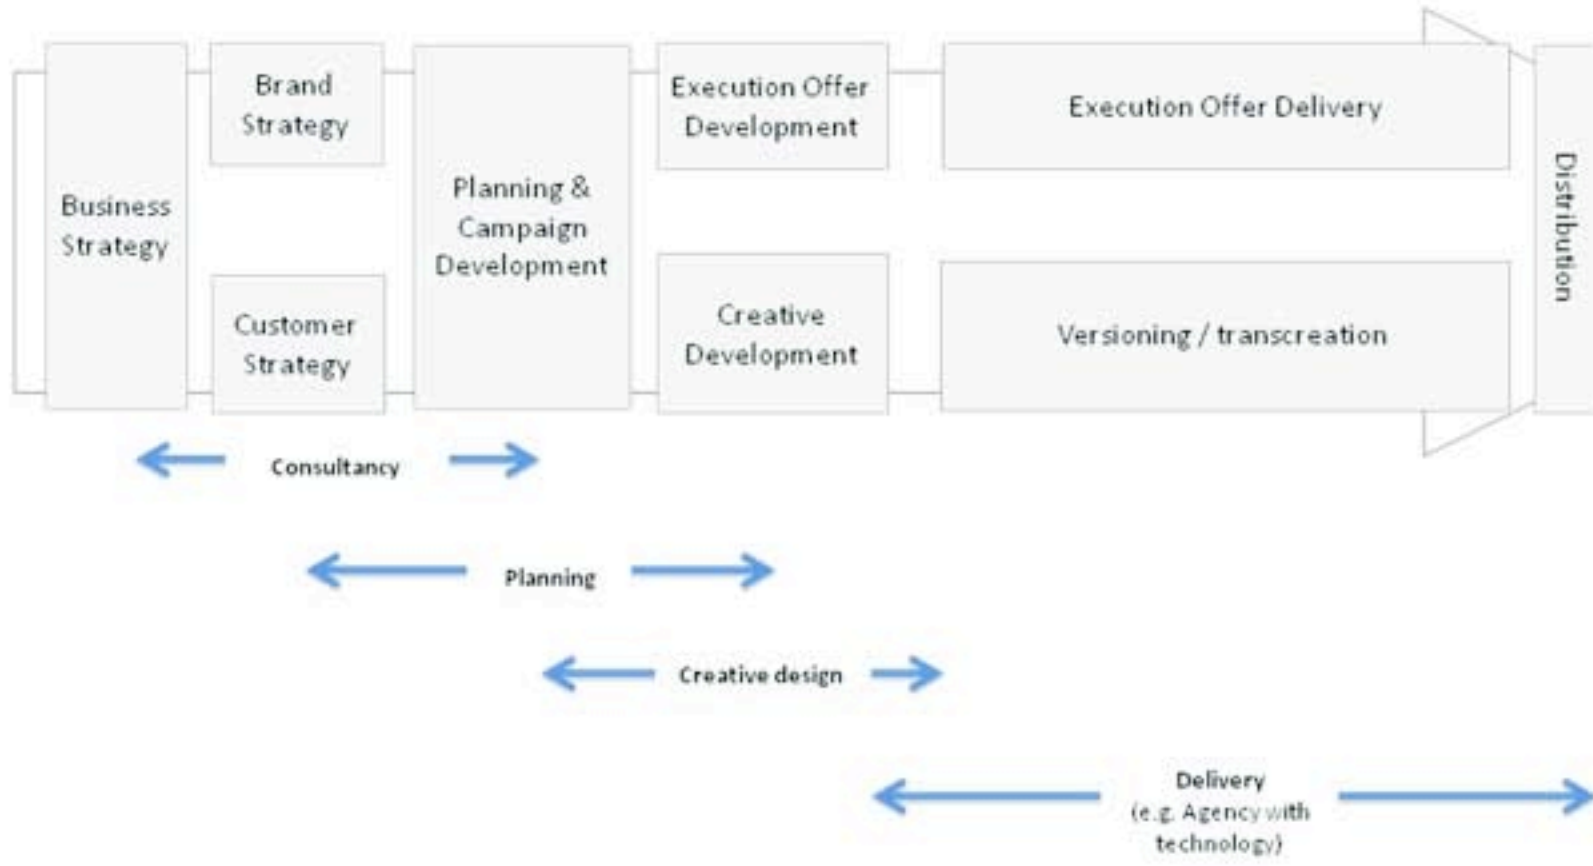 Business
Strategy
Brand
Strategy
Customer
Strategy
Planning &
Campaign
Development
Execution Offer
Development
Creative
Development
Execution Offer Delivery
Versioning / transcreation
Distribution
Consultancy
Planning
Creative design
Delivery
(e.g. Agency with
technology)